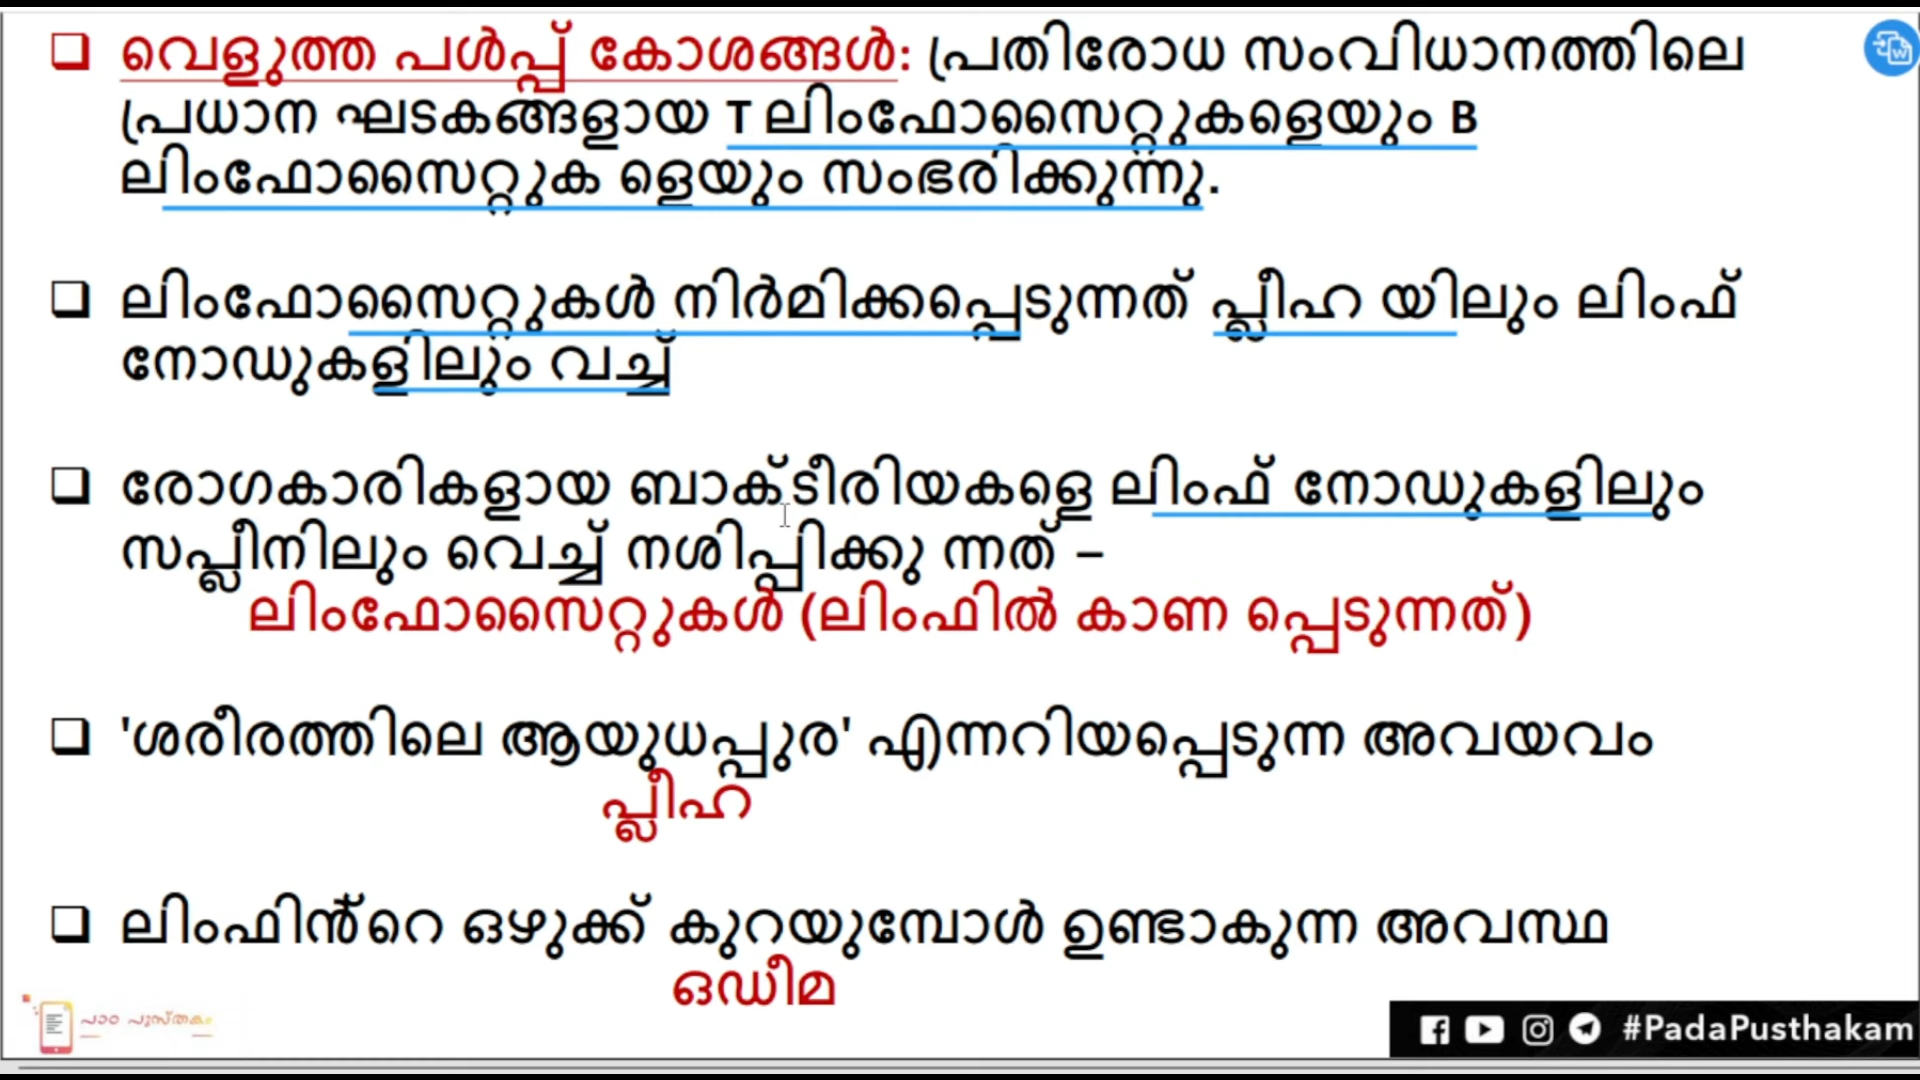 ❑ വെളുത്ത പൾപ്പ് കോശങ്ങൾ: പ്രതിരോധ സംവിധാനത്തിലെ
പ്രധാന ഘടകങ്ങളായ T ലിംഫോസൈറ്റുകളെയും B
ലിംഫോസൈറ്റുക ളെയും സംഭരിക്കുന്നു.
❑ ലിംഫോസൈറ്റുകൾ നിർമിക്കപ്പെടുന്നത് പ്ലീഹ യിലും ലിംഫ്
നോഡുകളിലും വച്ച്
❑ രോഗകാരികളായ ബാക്ടീരിയകളെ ലിംഫ് നോഡുകളിലും
സപ്ലീനിലും വെച്ച് നശിപ്പിക്കു ന്നത് –
ലിംഫോസൈറ്റുകൾ (ലിംഫിൽ കാണ പ്പെടുന്നത്)
❑ 'ശരീരത്തിലെ ആയുധപ്പുര' എന്നറിയപ്പെടുന്ന അവയവം
പ്ലീഹ
❑ ലിംഫിൻ്റെ ഒഴുക്ക് കുറയുമ്പോൾ ഉണ്ടാകുന്ന അവസ്ഥ
ഒഡീമ
പാഠ പുസ്തകം
#PadaPusthakam